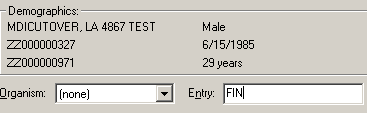 Demographics:
MDICUTOVER, LA 4867 TEST Male
ZZ000000327 6/15/1985
ZZ000000971 29 years
Organism: (none) Entry: FIN